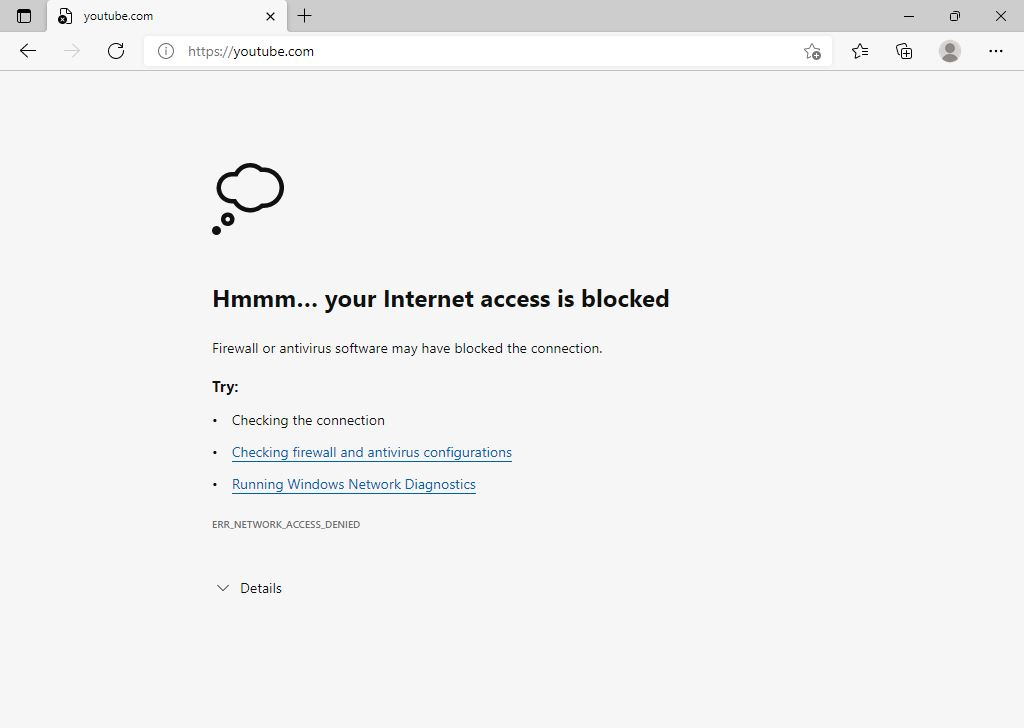 youtube.com
https://youtube.com
Hmmm... your Internet access is blocked
Firewall or antivirus software may have blocked the connection.
Try:
• Checking the connection
• Checking firewall and antivirus configurations
• Running Windows Network Diagnostics
ERR_NETWORK_ACCESS_DENIED
Details